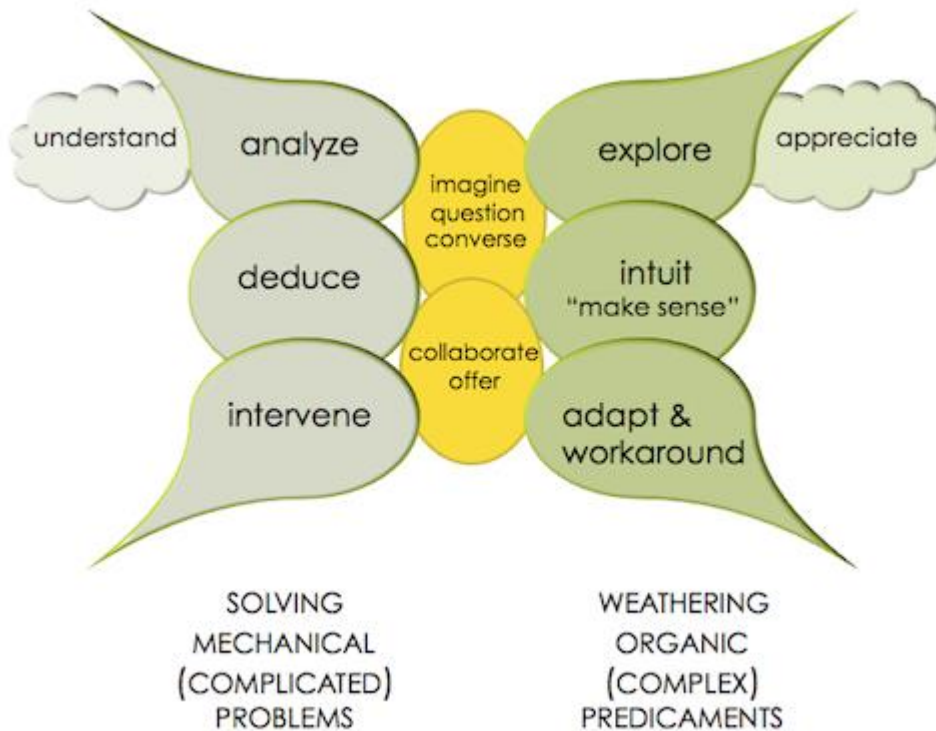 understand
analyze
imagine
question
converse
explore
appreciate
deduce
intuit
“make sense”
collaborate
offer
intervene
adapt &
workaround
SOLVING
MECHANICAL
(COMPLICATED)
PROBLEMS
WEATHERING
ORGANIC
(COMPLEX)
PREDICAMENTS